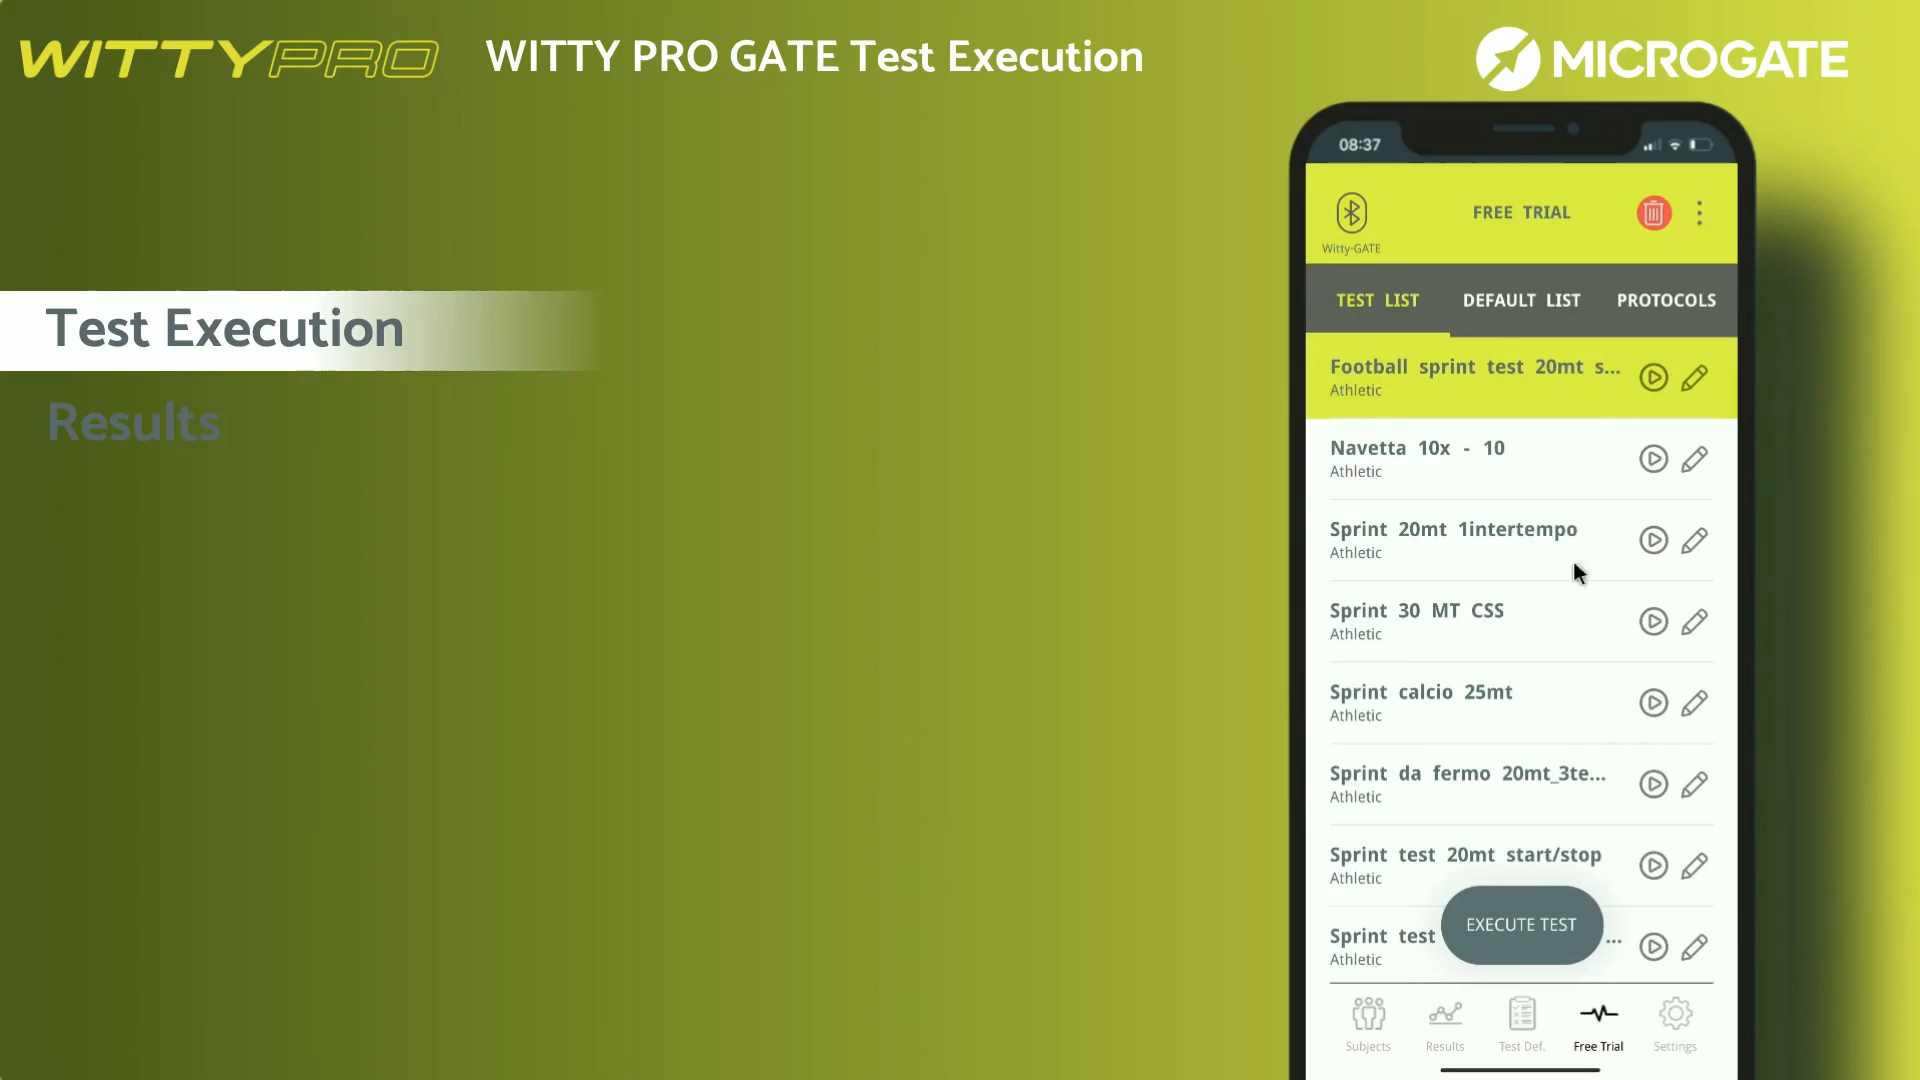 WITTY PRO
WITTY PRO GATE Test Execution
MICROGATE
Test Execution
Results
08:37
Witty-GATE
FREE TRIAL
TEST LIST
DEFAULT LIST
PROTOCOLS
Football sprint test 20mt s...
Athletic
Navetta 10x - 10
Athletic
Sprint 20mt 1intertempo
Athletic
Sprint 30 MT CSS
Athletic
Sprint calcio 25mt
Athletic
Sprint da fermo 20mt_3te...
Athletic
Sprint test 20mt start/stop
Athletic
Sprint test ...
Athletic
EXECUTE TEST
Subjects
Results
Test Def.
Free Trial
Settings